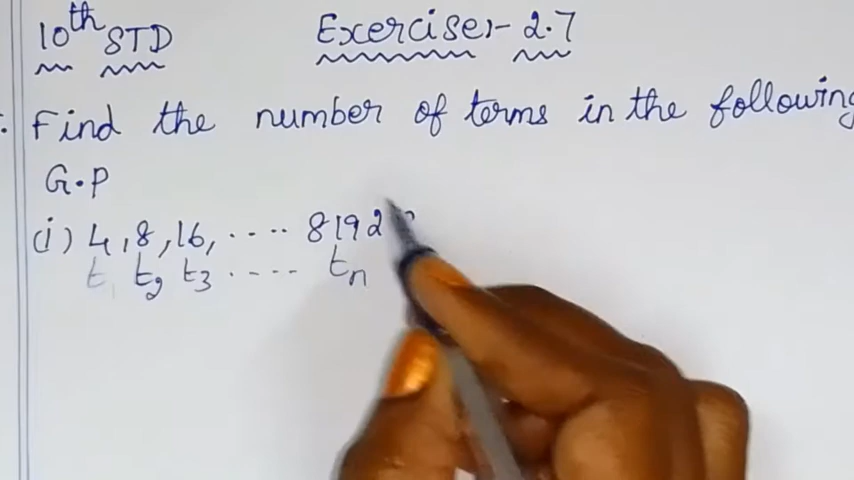 10th STD Exercise:- 2.7
. Find the number of terms in the following
G.P
(i) 4, 8, 16, .... 8192 ?
t1 t2 t3 .... tn